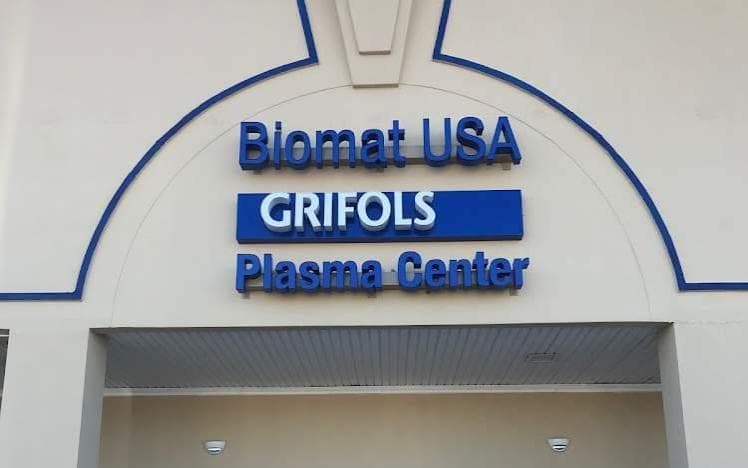 Biomat USA
GRIFOLS
Plasma Center